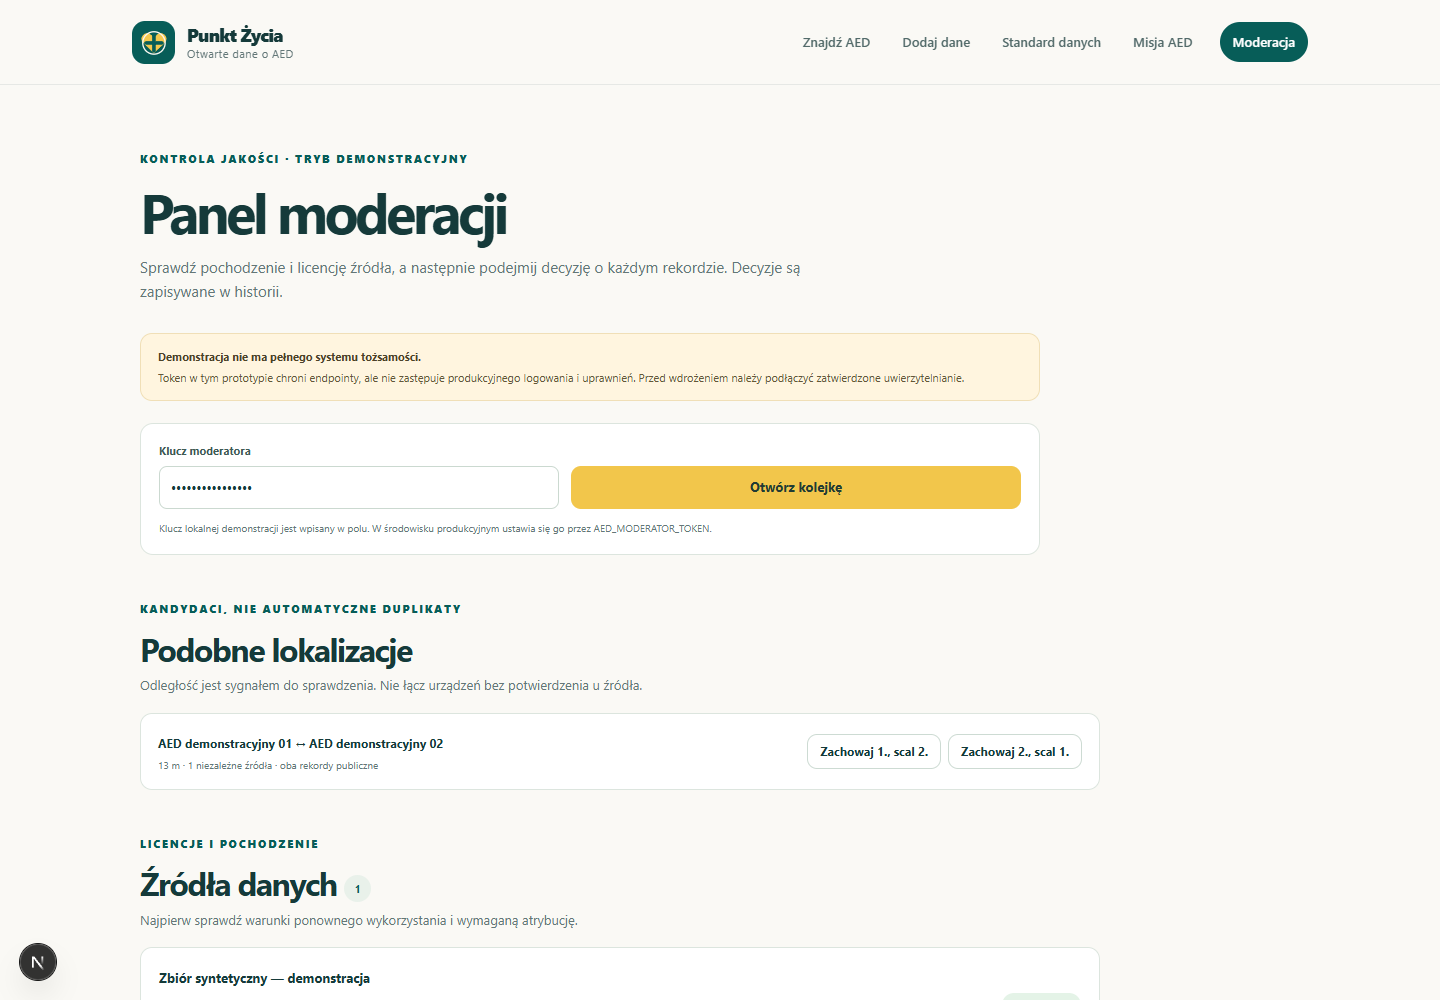 Punkt Życia
Otwarte dane o AED
Znajdź AED
Dodaj dane
Standard danych
Misja AED
Moderacja
KONTROLA JAKOŚCI · TRYB DEMONSTRACYJNY
Panel moderacji
Sprawdź pochodzenie i licencję źródła, a następnie podejmij decyzję o każdym rekordzie. Decyzje są
zapisywane w historii.
Demonstracja nie ma pełnego systemu tożsamości.
Token w tym prototypie chroni endpointy, ale nie zastępuje produkcyjnego logowania i uprawnień. Przed wdrożeniem należy podłączyć zatwierdzone uwierzytelnianie.
Klucz moderatora
••••••••••••••••
Otwórz kolejkę
Klucz lokalnej demonstracji jest wpisany w polu. W środowisku produkcyjnym ustawia się go przez AED_MODERATOR_TOKEN.
KANDYDACI, NIE AUTOMATYCZNE DUPLIKATY
Podobne lokalizacje
Odległość jest sygnałem do sprawdzenia. Nie łącz urządzeń bez potwierdzenia u źródła.
AED demonstracyjny 01 ↔ AED demonstracyjny 02
13 m · 1 niezależne źródła · oba rekordy publiczne
Zachowaj 1., scal 2.
Zachowaj 2., scal 1.
LICENCJE I POCHODZENIE
Źródła danych 1
Najpierw sprawdź warunki ponownego wykorzystania i wymaganą atrybucję.
Zbiór syntetyczny — demonstracja
N